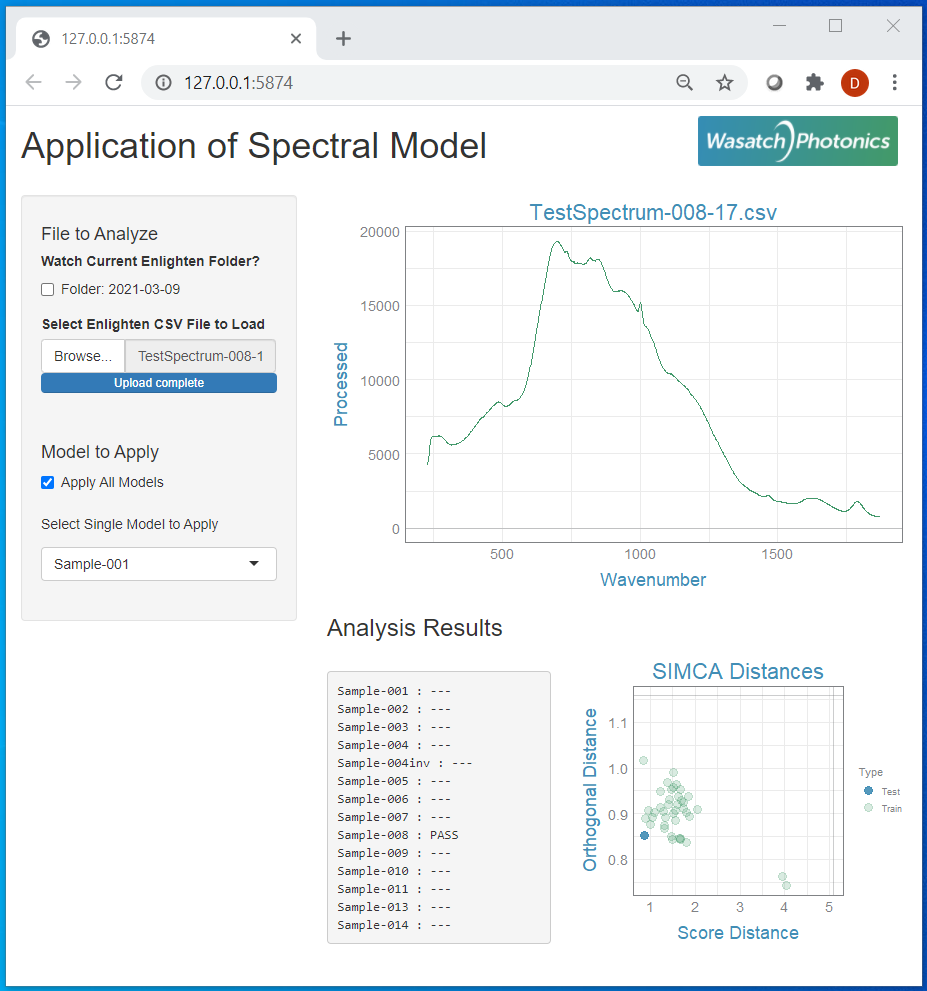 127.0.0.1:5874
127.0.0.1:5874
D
Application of Spectral Model
Wasatch Photonics
File to Analyze
Watch Current Enlighten Folder?
Folder: 2021-03-09
Select Enlighten CSV File to Load
Browse... TestSpectrum-008-1
Upload complete
Model to Apply
Apply All Models
Select Single Model to Apply
Sample-001
TestSpectrum-008-17.csv
Processed
20000
15000
10000
5000
0
500 1000 1500
Wavenumber
Analysis Results
Sample-001 : ---
Sample-002 : ---
Sample-003 : ---
Sample-004 : ---
Sample-004inv : ---
Sample-005 : ---
Sample-006 : ---
Sample-007 : ---
Sample-008 : PASS
Sample-009 : ---
Sample-010 : ---
Sample-011 : ---
Sample-013 : ---
Sample-014 : ---
SIMCA Distances
Orthogonal Distance
1.1
1.0
0.9
0.8
1 2 3 4 5
Score Distance
Type
Test
Train